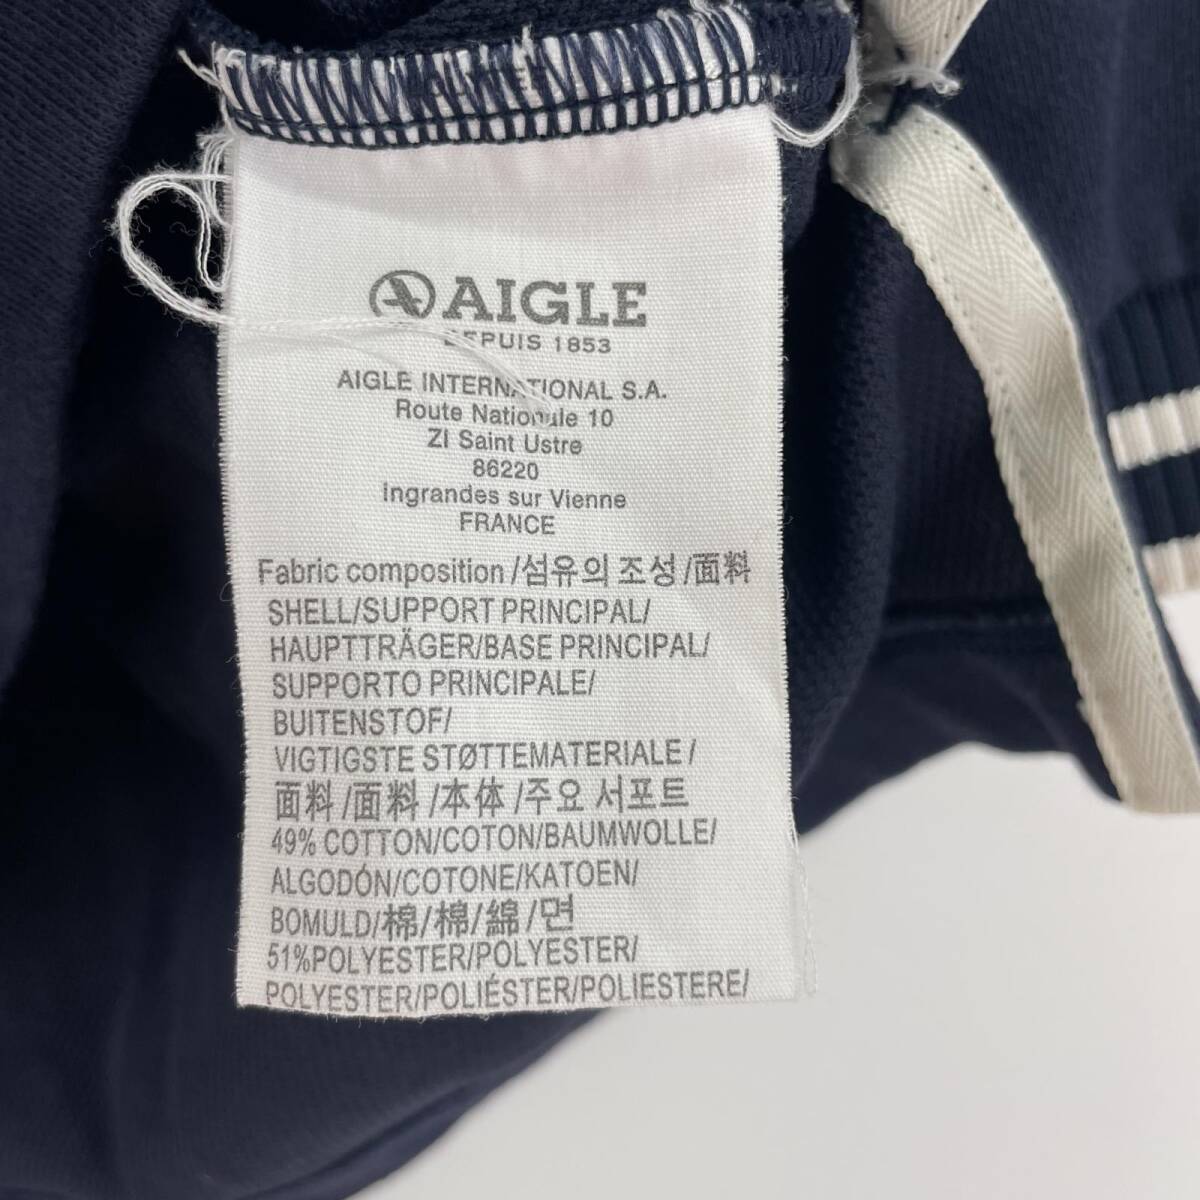 AIGLE
DEPUIS 1853
AIGLE INTERNATIONAL S.A.
Route Nationale 10
ZI Saint Ustre
86220
Ingrandes sur Vienne
FRANCE
Fabric composition/섬유의 조성/面料
SHELL/SUPPORT PRINCIPAL/
HAUPTTRÄGER/BASE PRINCIPAL/
SUPPORTO PRINCIPALE/
BUITENSTOF/
VIGTIGSTE STØTTEMATERIALE/
面料/面料/本体/주요 서포트
49% COTTON/COTON/BAUMWOLLE/
ALGODÓN/COTONE/KATOEN/
BOMULD/棉/棉/綿/면
51%POLYESTER/POLYESTER/
POLYESTER/POLIÉSTER/POLIESTERE/